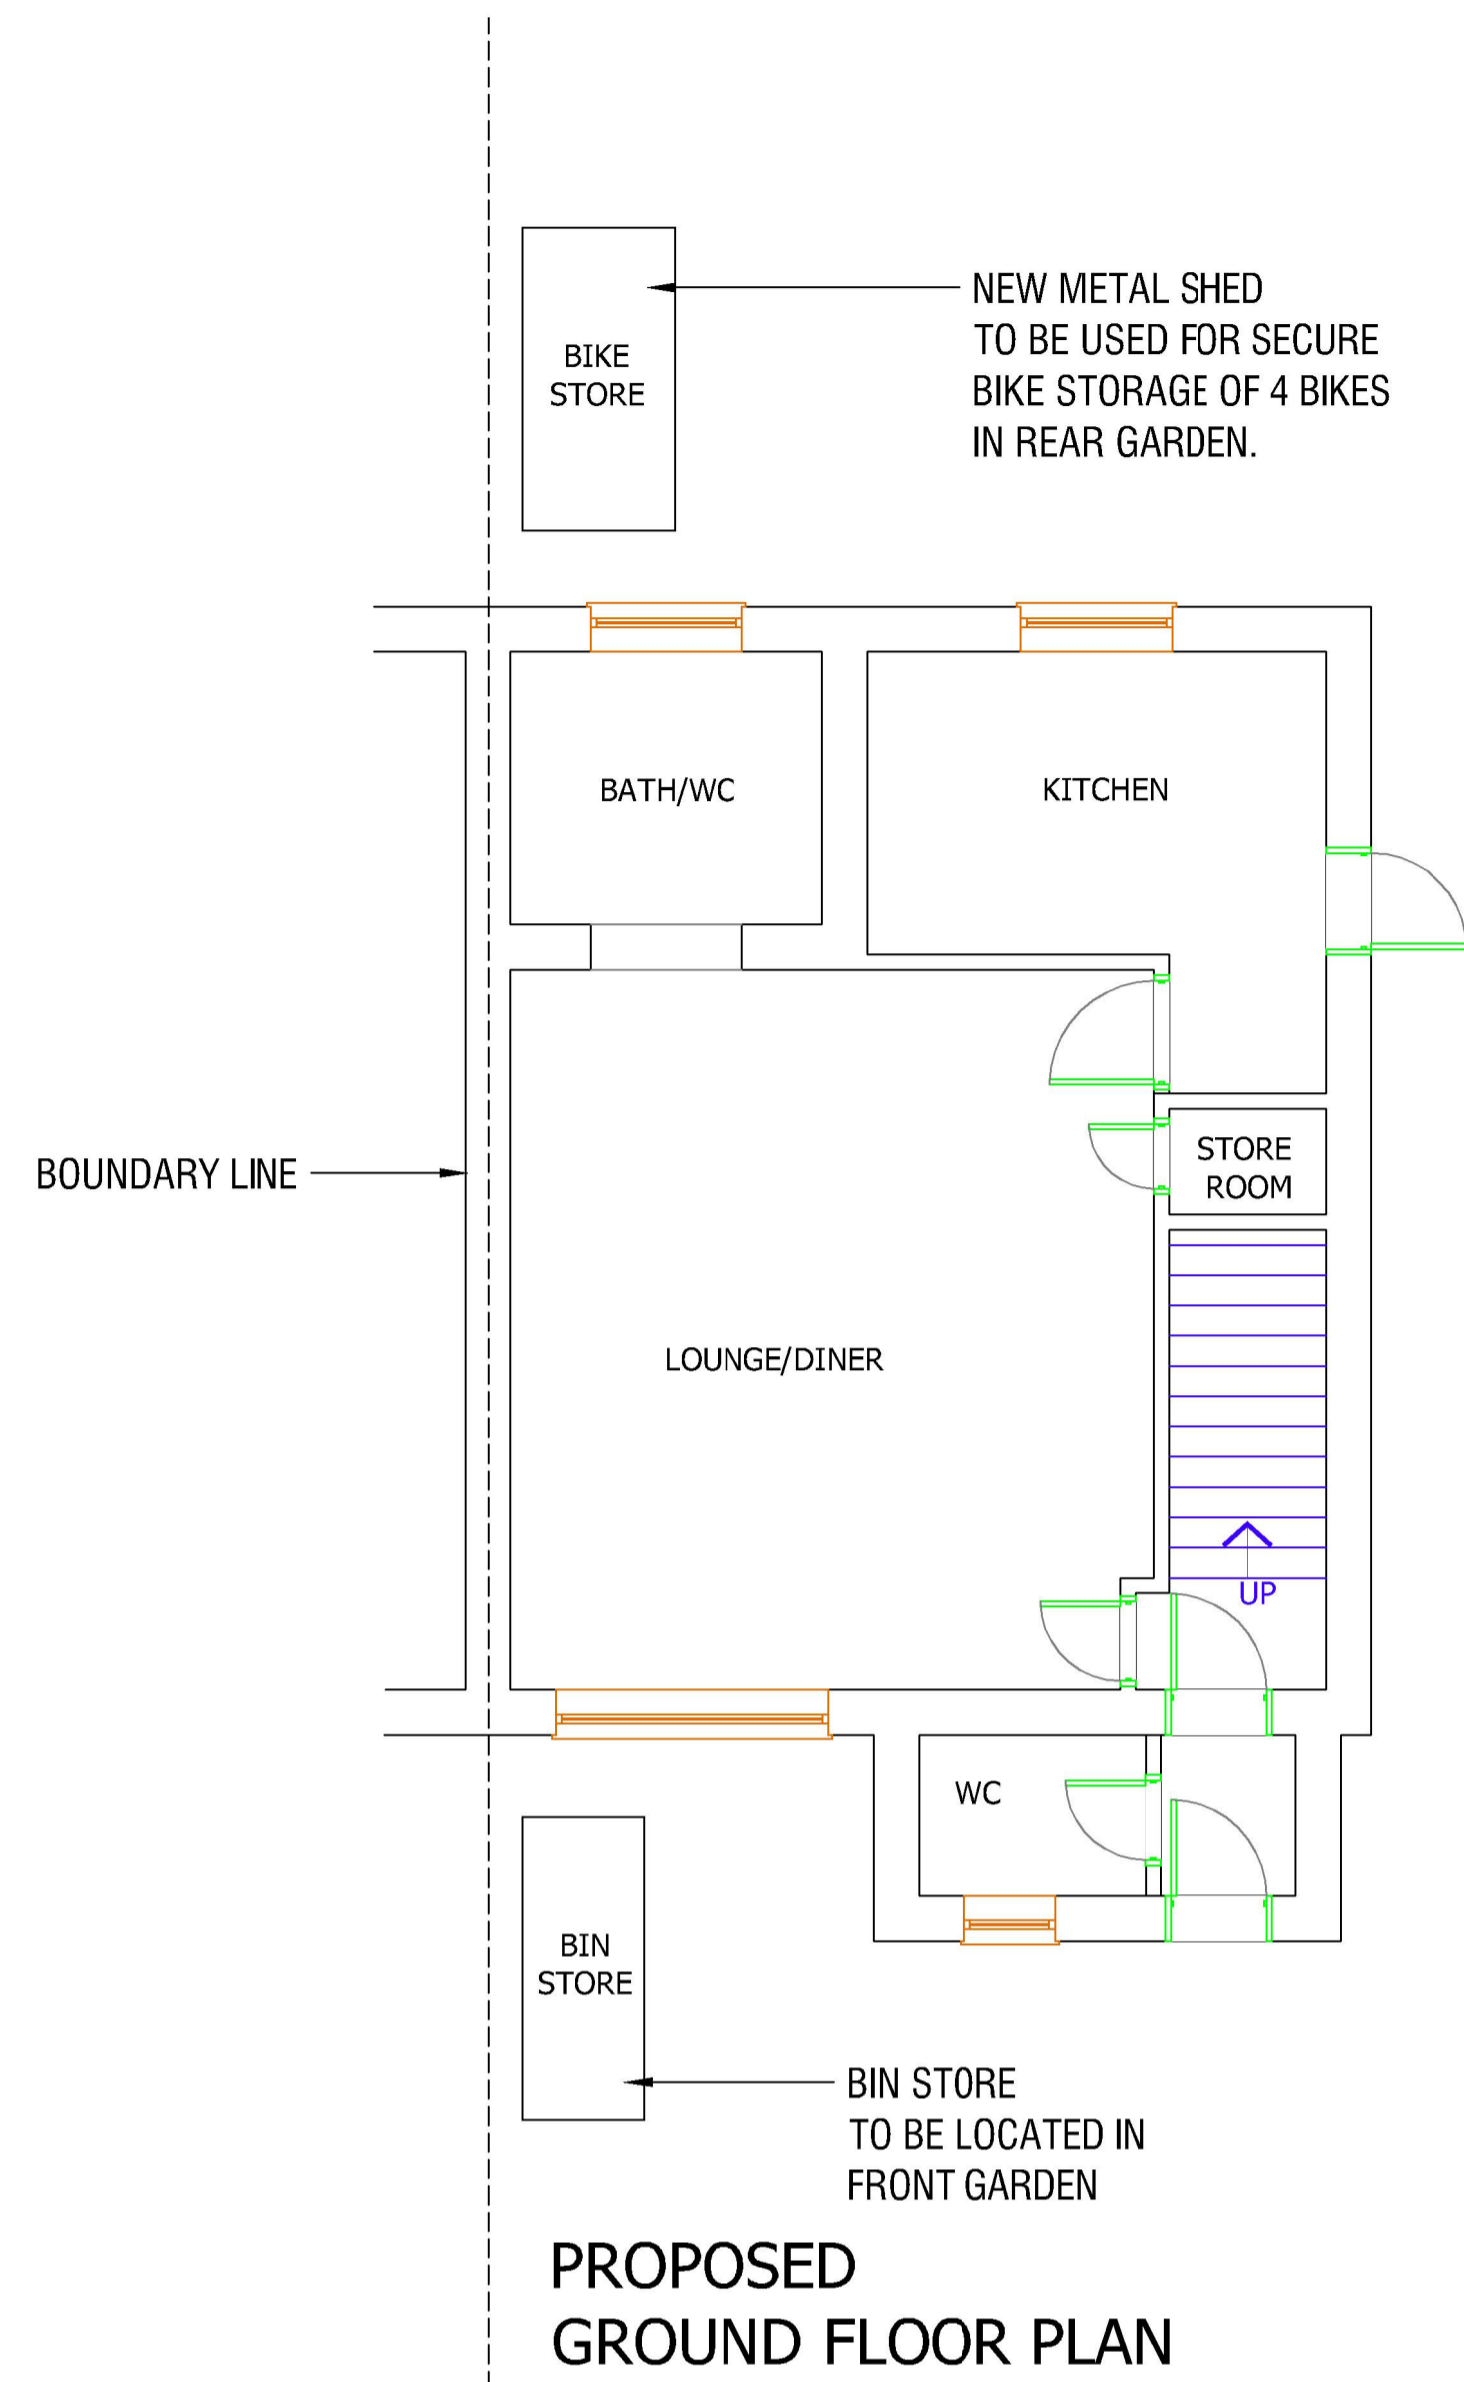 NEW METAL SHED
TO BE USED FOR SECURE
BIKE STORAGE OF 4 BIKES
IN REAR GARDEN.
BIKE
STORE
BATH/WC
KITCHEN
STORE
ROOM
BOUNDARY LINE
LOUNGE/DINER
UP
WC
BIN
STORE
BIN STORE
TO BE LOCATED IN
FRONT GARDEN
PROPOSED
GROUND FLOOR PLAN